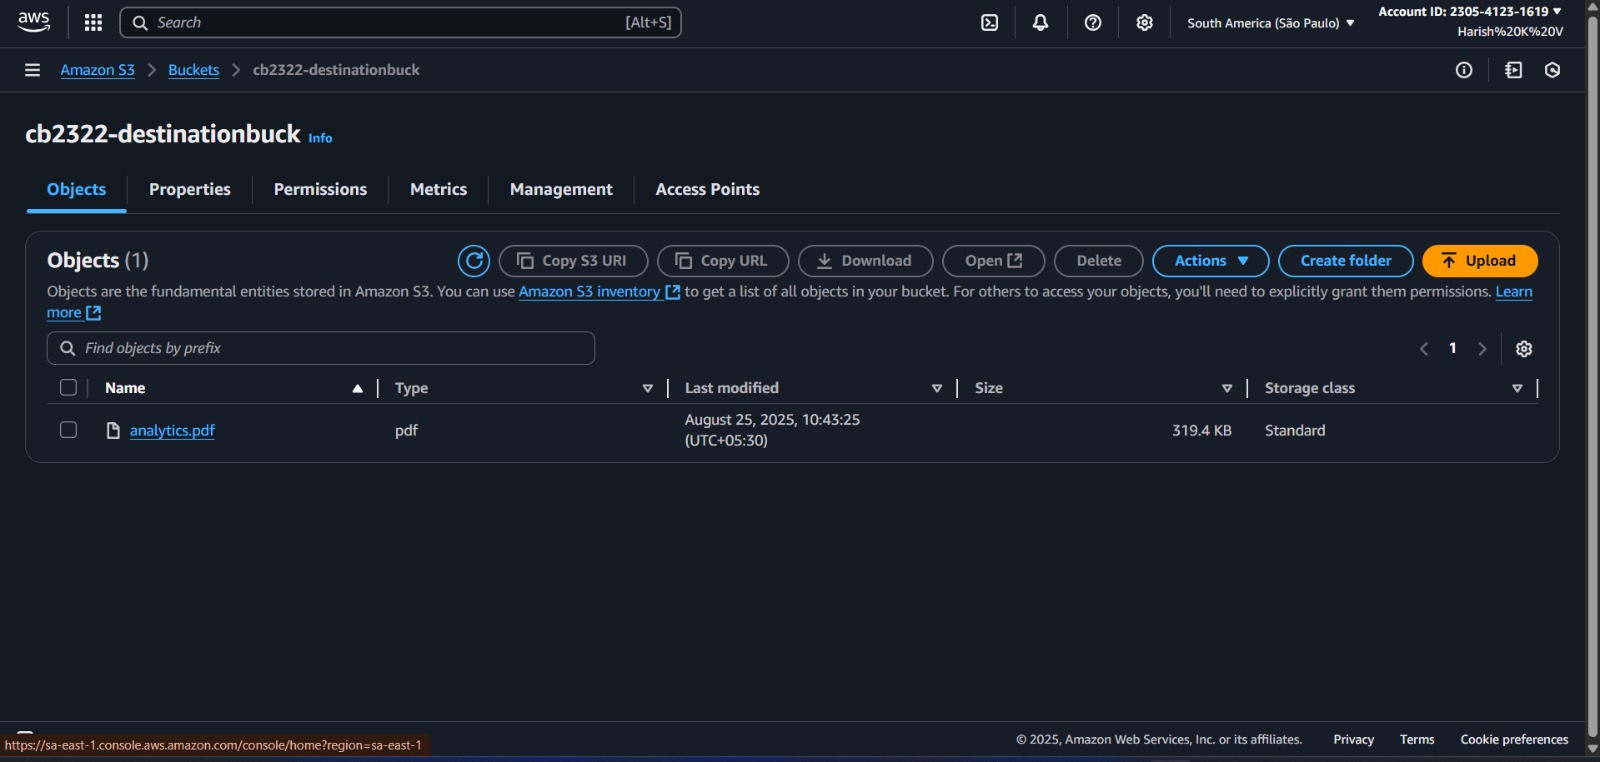 aws
Search [Alt+S] South America (São Paulo) Account ID: 2305-4123-1619
Harish%20K%20V
Amazon S3 Buckets cb2322-destinationbuck
cb2322-destinationbuck Info
Objects Properties Permissions Metrics Management Access Points
Objects (1) Copy S3 URI Copy URL Download Open Delete Actions Create folder Upload
Objects are the fundamental entities stored in Amazon S3. You can use Amazon S3 inventory to get a list of all objects in your bucket. For others to access your objects, you'll need to explicitly grant them permissions. Learn
more
Find objects by prefix 1
Name Type Last modified Size Storage class
analytics.pdf pdf August 25, 2025, 10:43:25 (UTC+05:30) 319.4 KB Standard
https://sa-east-1.console.aws.amazon.com/console/home?region=sa-east-1 © 2025, Amazon Web Services, Inc. or its affiliates. Privacy Terms Cookie preferences